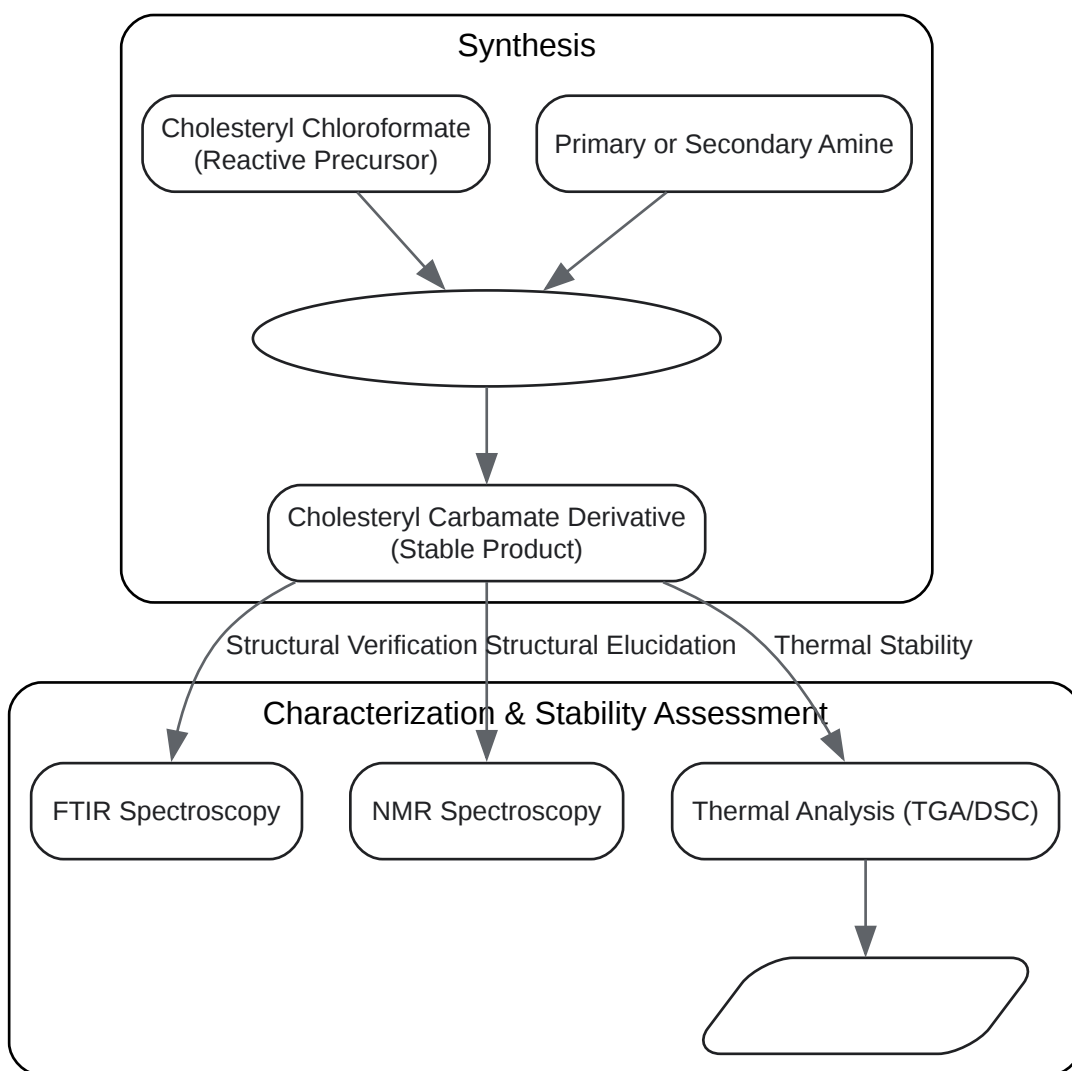 Synthesis
Cholesteryl Chloroformate
(Reactive Precursor)
Primary or Secondary Amine
Cholesteryl Carbamate Derivative
(Stable Product)
Structural Verification
Structural Elucidation
Thermal Stability
Characterization & Stability Assessment
FTIR Spectroscopy
NMR Spectroscopy
Thermal Analysis (TGA/DSC)